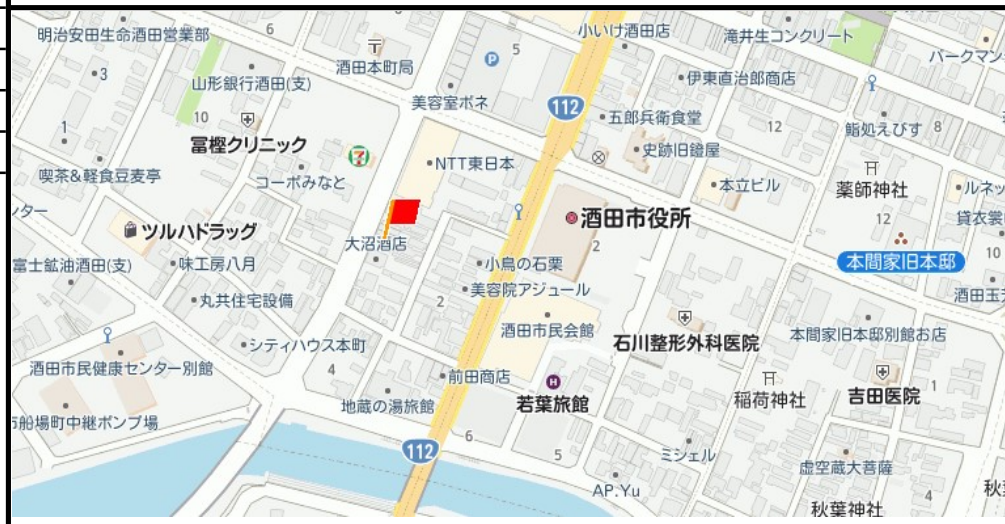 明治安田生命酒田営業部
6
酒田本町局
5
P
小いけ酒田店
滝井生コンクリート
パークマン
3
山形銀行酒田(支)
10
美容室ボネ
112
伊東直治郎商店
五郎兵衛食堂
12
鮨処えびす
8
1
冨樫クリニック
7
NTT東日本
史跡旧鐙屋
喫茶&軽食豆麦亭
コーポみなと
本立ビル
薬師神社
ルネッ
ンター
ツルハドラッグ
大沼酒店
酒田市役所
2
12
貸衣裳
10
富士鉱油酒田(支)
味工房八月
小鳥の石栗
本間家旧本邸
丸共住宅設備
2
美容院アジュール
酒田玉
酒田市民会館
石川整形外科医院
本間家旧本邸別館お店
シティハウス本町
酒田市民健康センター別館
4
前田商店
H
若葉旅館
稲荷神社
吉田医院
1
地蔵の湯旅館
船場町中継ポンプ場
112
6
5
ミシェル
虚空蔵大菩薩
AP.Yu
秋葉神社
4
秋